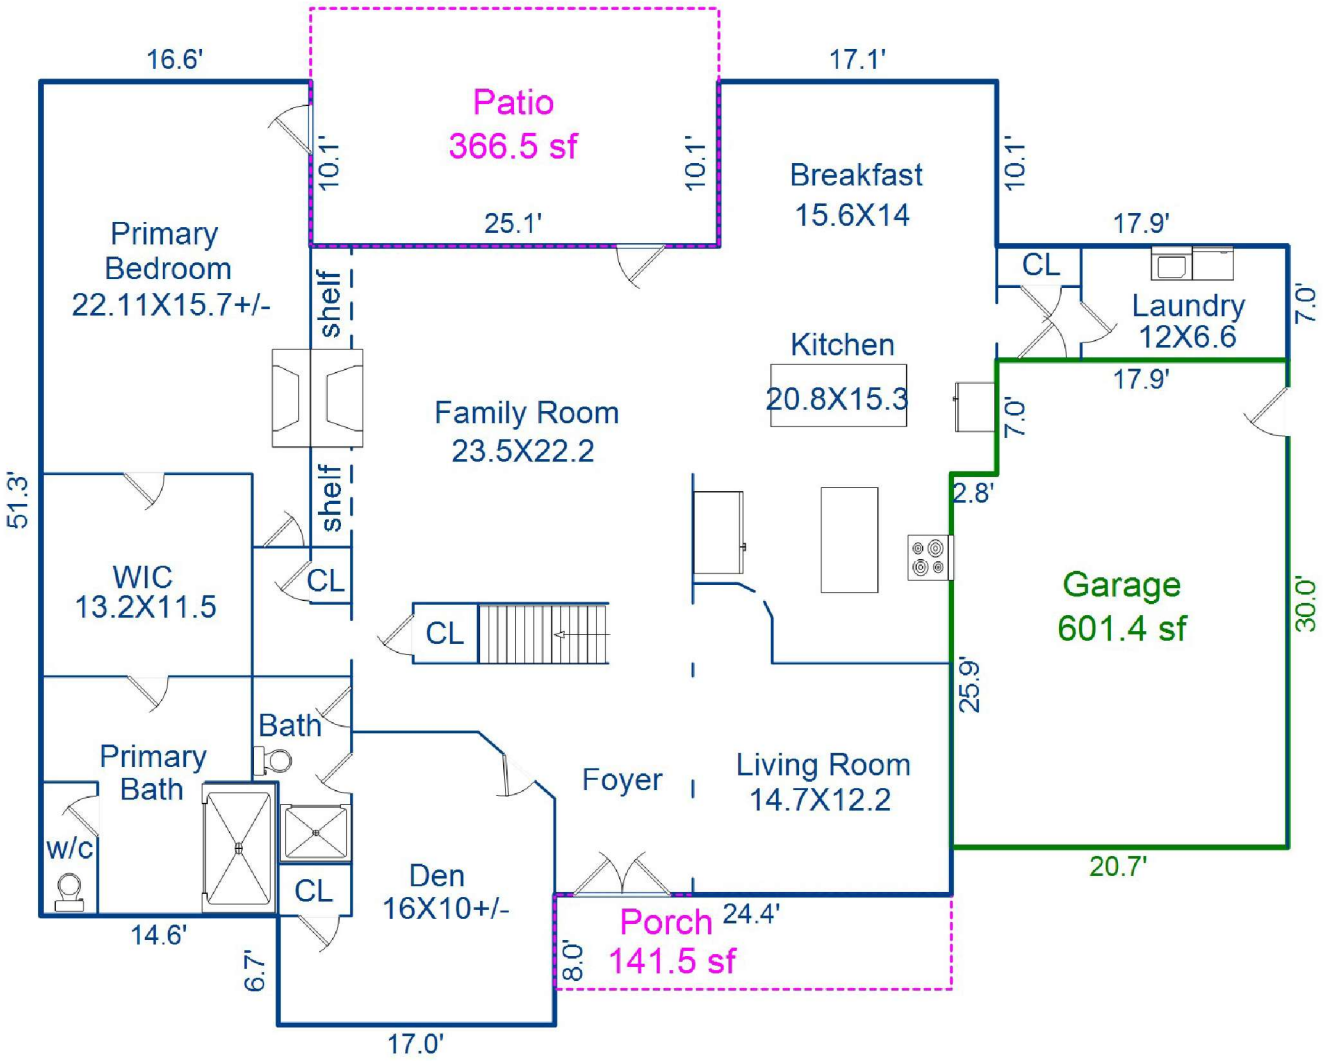 16.6'
17.1'
Patio
366.5 sf
10.1'
10.1'
10.1'
25.1'
Breakfast
15.6X14
17.9'
Primary
Bedroom
22.11X15.7+/-
shelf
CL
Laundry
12X6.6
7.0'
Kitchen
20.8X15.3
17.9'
7.0'
Family Room
23.5X22.2
51.3'
shelf
2.8'
WIC
13.2X11.5
CL
Garage
601.4 sf
30.0'
CL
25.9'
Bath
Primary
Bath
Foyer
Living Room
14.7X12.2
w/c
CL
Den
16X10+/-
20.7'
Porch
141.5 sf
24.4'
14.6'
6.7'
8.0'
17.0'